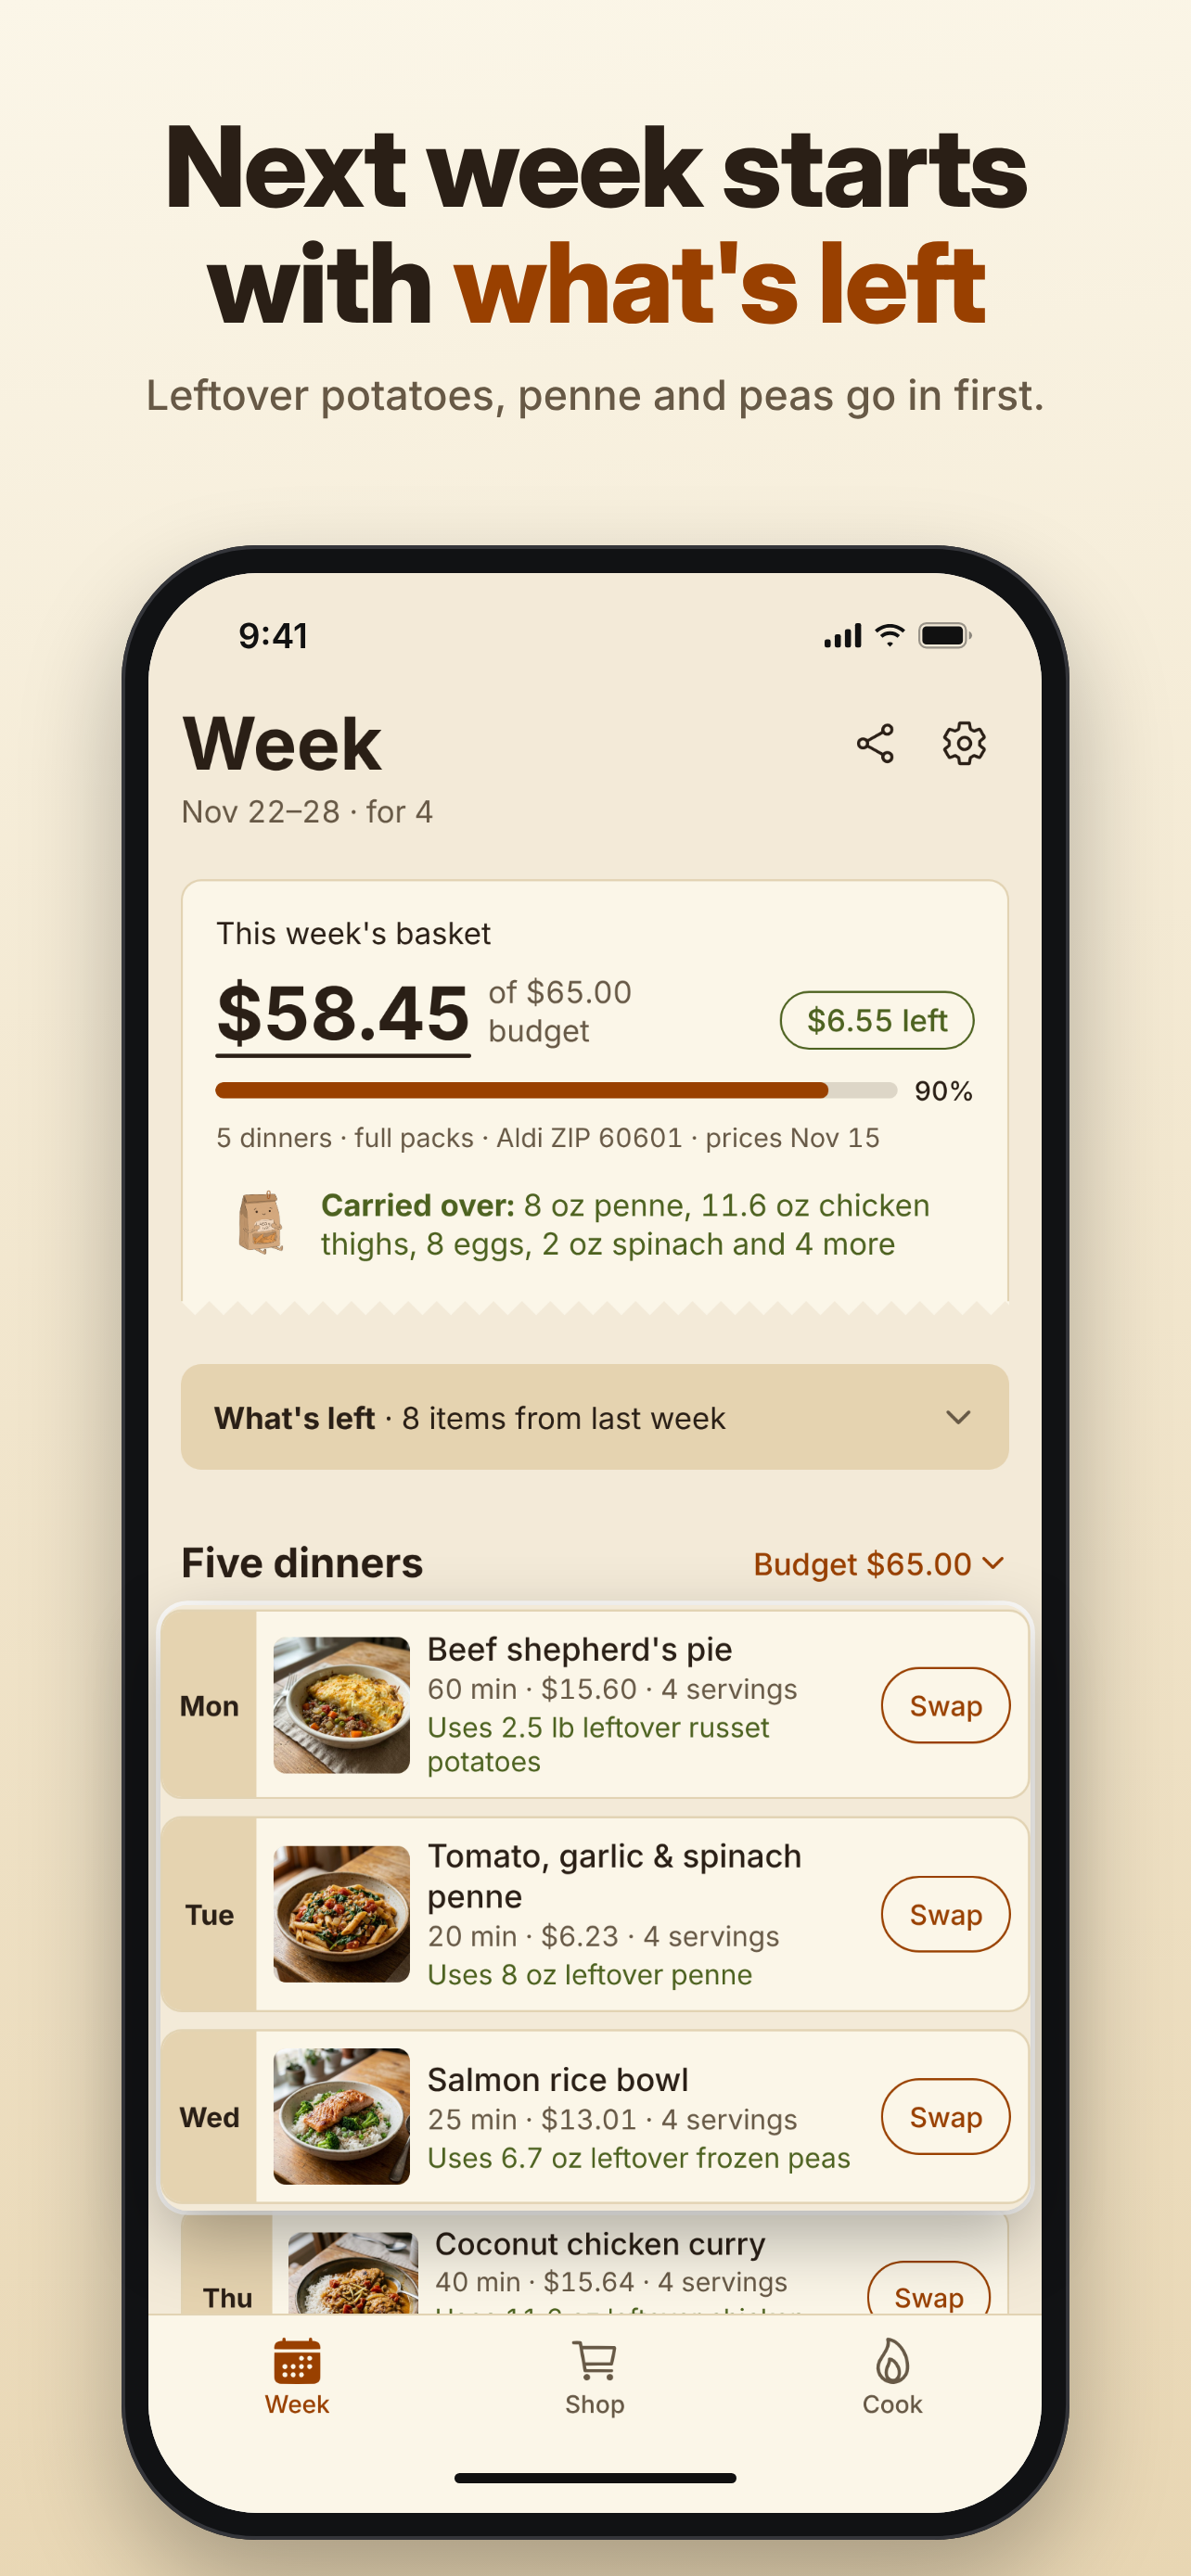 Next week starts
with what's left
Leftover potatoes, penne and peas go in first.
9:41
Week
Nov 22–28 · for 4
This week's basket
$58.45 of $65.00
budget
$6.55 left
90%
5 dinners · full packs · Aldi ZIP 60601 · prices Nov 15
Carried over: 8 oz penne, 11.6 oz chicken
thighs, 8 eggs, 2 oz spinach and 4 more
What's left · 8 items from last week
Five dinners
Budget $65.00
Mon
Beef shepherd's pie
60 min · $15.60 · 4 servings
Uses 2.5 lb leftover russet
potatoes
Swap
Tue
Tomato, garlic & spinach
penne
20 min · $6.23 · 4 servings
Uses 8 oz leftover penne
Swap
Wed
Salmon rice bowl
25 min · $13.01 · 4 servings
Uses 6.7 oz leftover frozen peas
Swap
Thu
Coconut chicken curry
40 min · $15.64 · 4 servings
Swap
Week
Shop
Cook